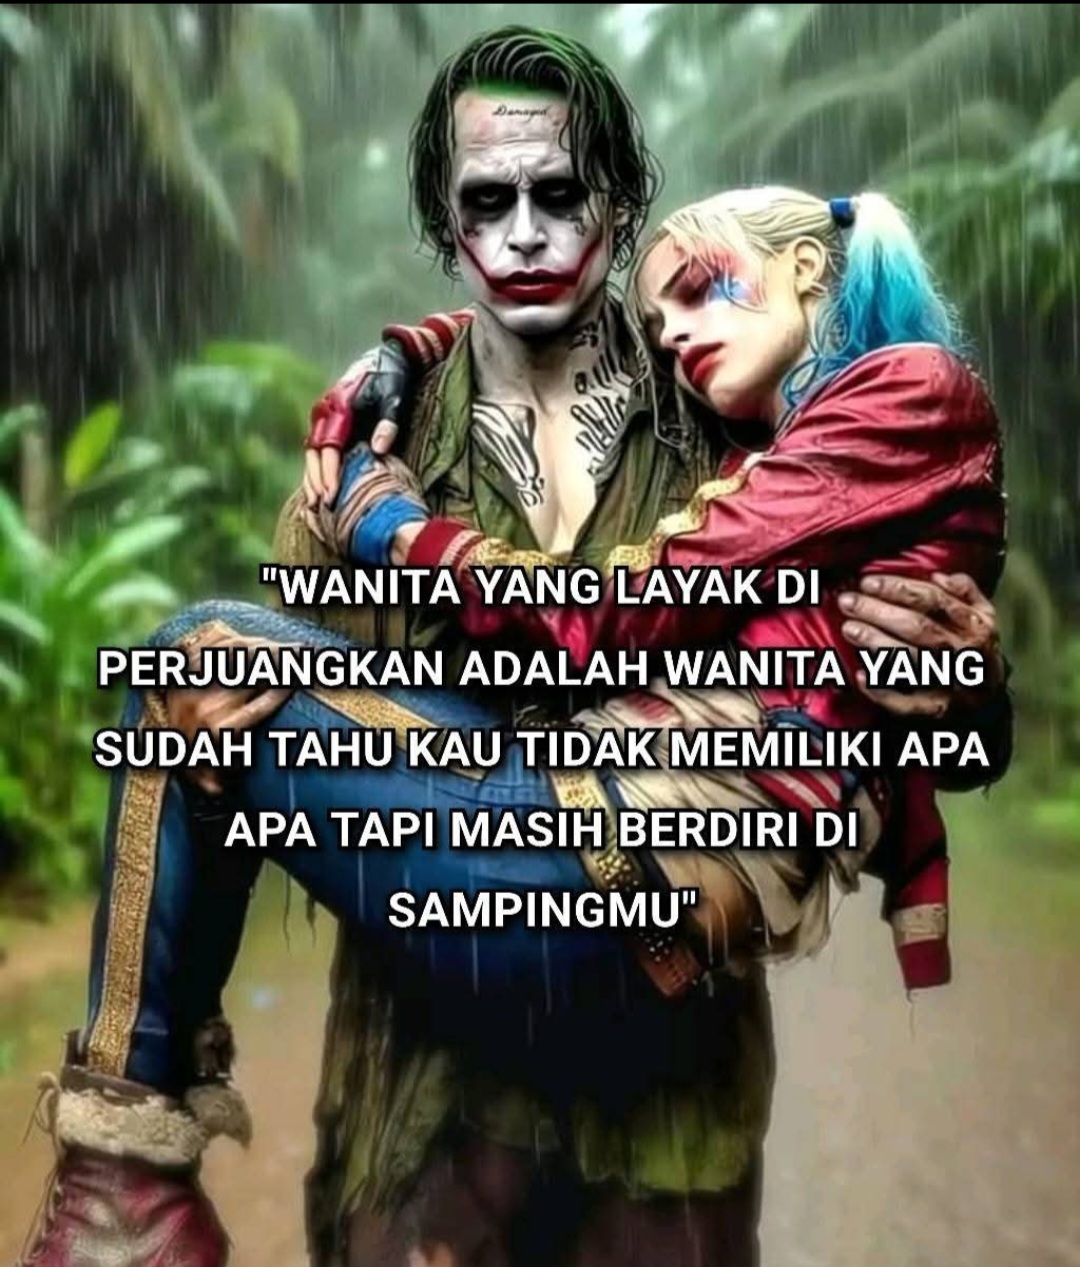 Damaged
"WANITA YANG LAYAK DI
PERJUANGKAN ADALAH WANITA YANG
SUDAH TAHU KAU TIDAK MEMILIKI APA
APA TAPI MASIH BERDIRI DI
SAMPINGMU"